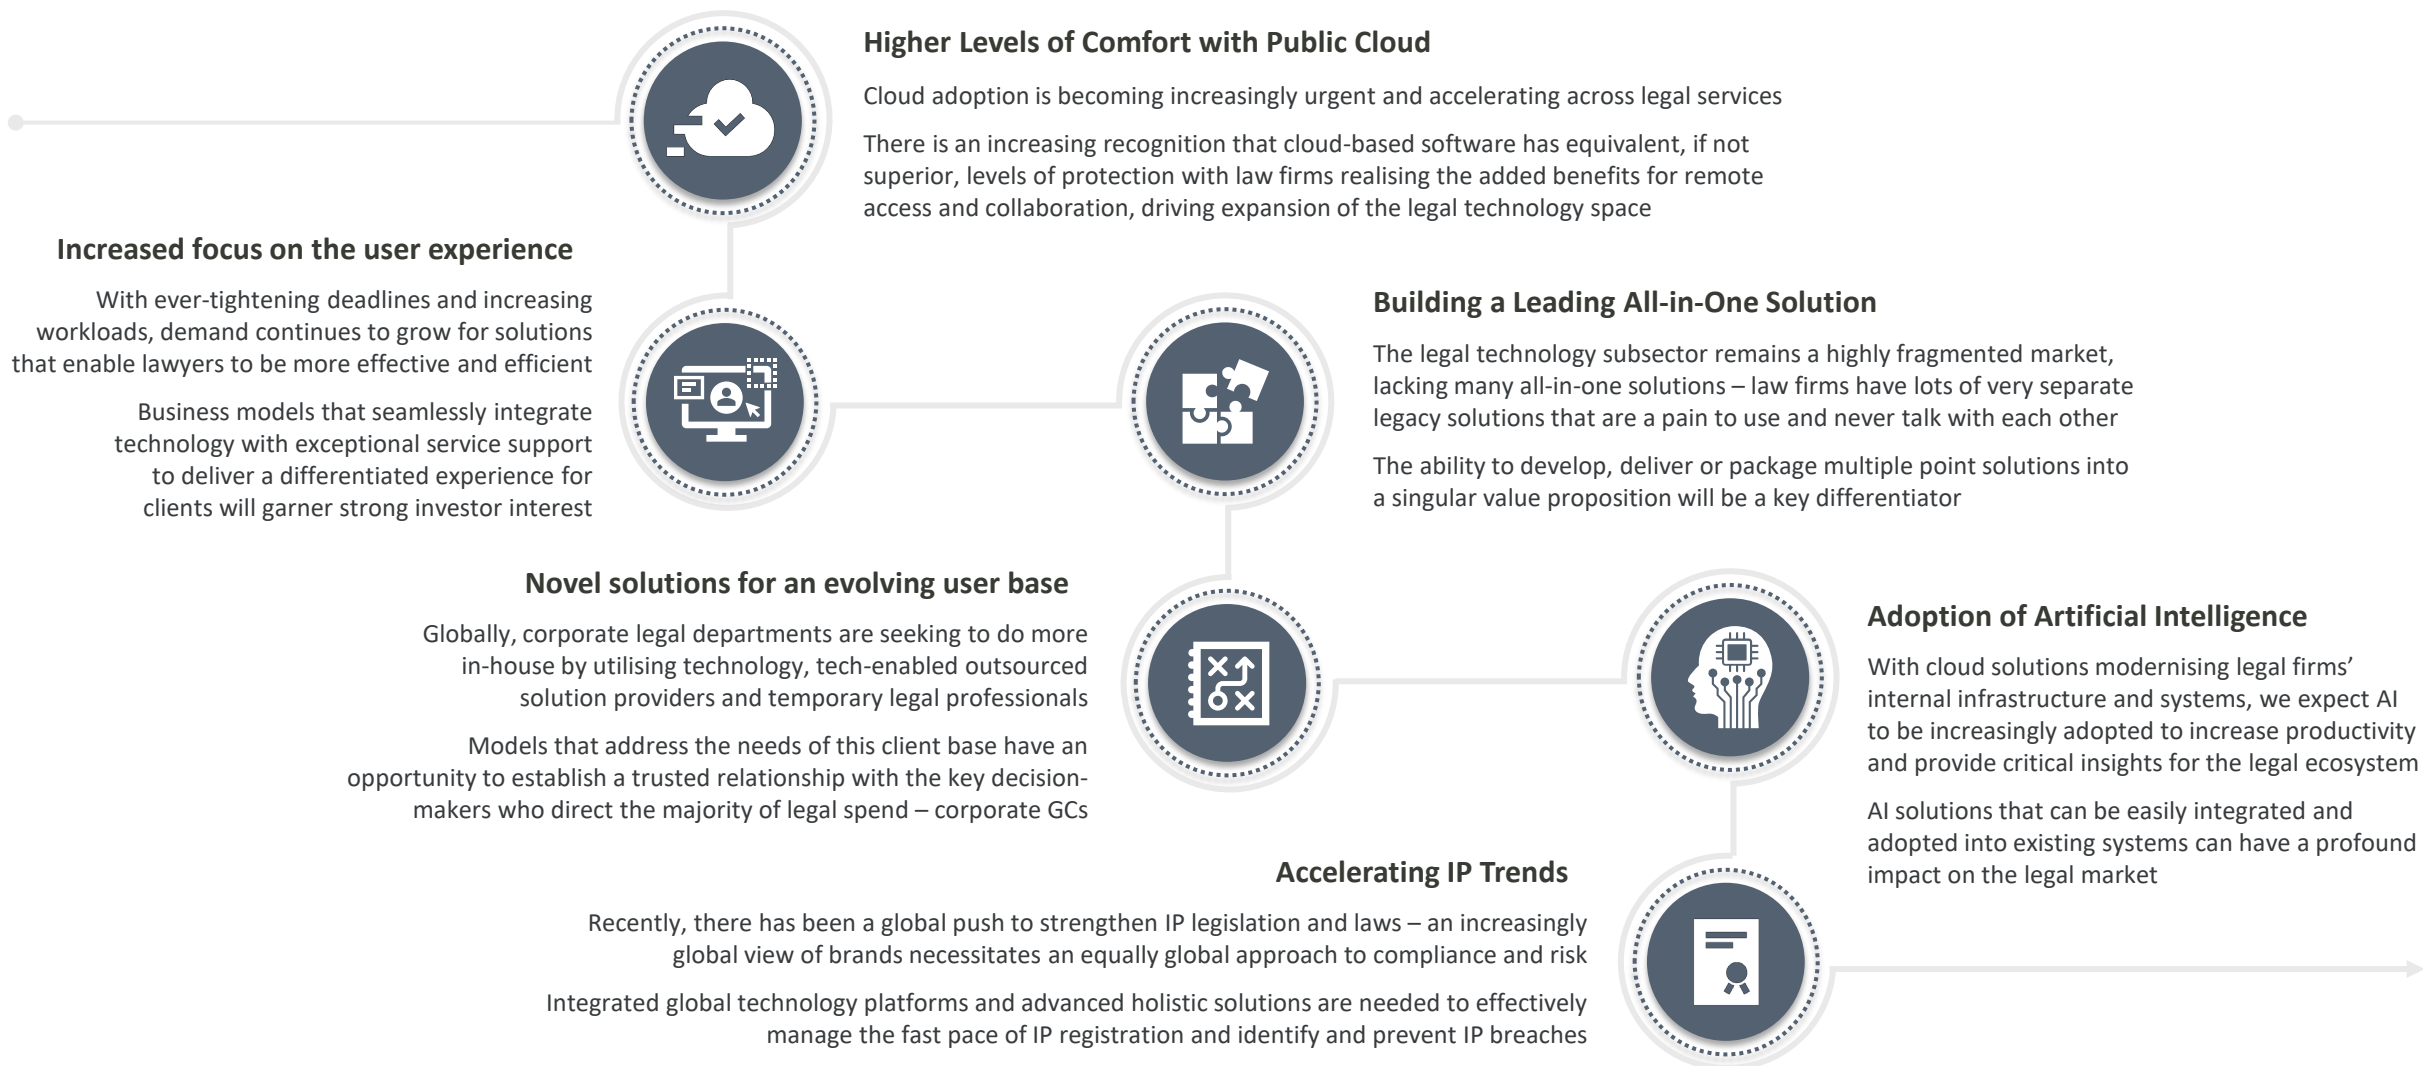 Higher Levels of Comfort with Public Cloud
Cloud adoption is becoming increasingly urgent and accelerating across legal services
There is an increasing recognition that cloud-based software has equivalent, if not
superior, levels of protection with law firms realising the added benefits for remote
access and collaboration, driving expansion of the legal technology space
Increased focus on the user experience
With ever-tightening deadlines and increasing
workloads, demand continues to grow for solutions
that enable lawyers to be more effective and efficient
Business models that seamlessly integrate
technology with exceptional service support
to deliver a differentiated experience for
clients will garner strong investor interest
Building a Leading All-in-One Solution
The legal technology subsector remains a highly fragmented market,
lacking many all-in-one solutions – law firms have lots of very separate
legacy solutions that are a pain to use and never talk with each other
The ability to develop, deliver or package multiple point solutions into
a singular value proposition will be a key differentiator
Novel solutions for an evolving user base
Globally, corporate legal departments are seeking to do more
in-house by utilising technology, tech-enabled outsourced
solution providers and temporary legal professionals
Models that address the needs of this client base have an
opportunity to establish a trusted relationship with the key decision-
makers who direct the majority of legal spend – corporate GCs
Adoption of Artificial Intelligence
With cloud solutions modernising legal firms’
internal infrastructure and systems, we expect AI
to be increasingly adopted to increase productivity
and provide critical insights for the legal ecosystem
AI solutions that can be easily integrated and
adopted into existing systems can have a profound
impact on the legal market
Accelerating IP Trends
Recently, there has been a global push to strengthen IP legislation and laws – an increasingly
global view of brands necessitates an equally global approach to compliance and risk
Integrated global technology platforms and advanced holistic solutions are needed to effectively
manage the fast pace of IP registration and identify and prevent IP breaches